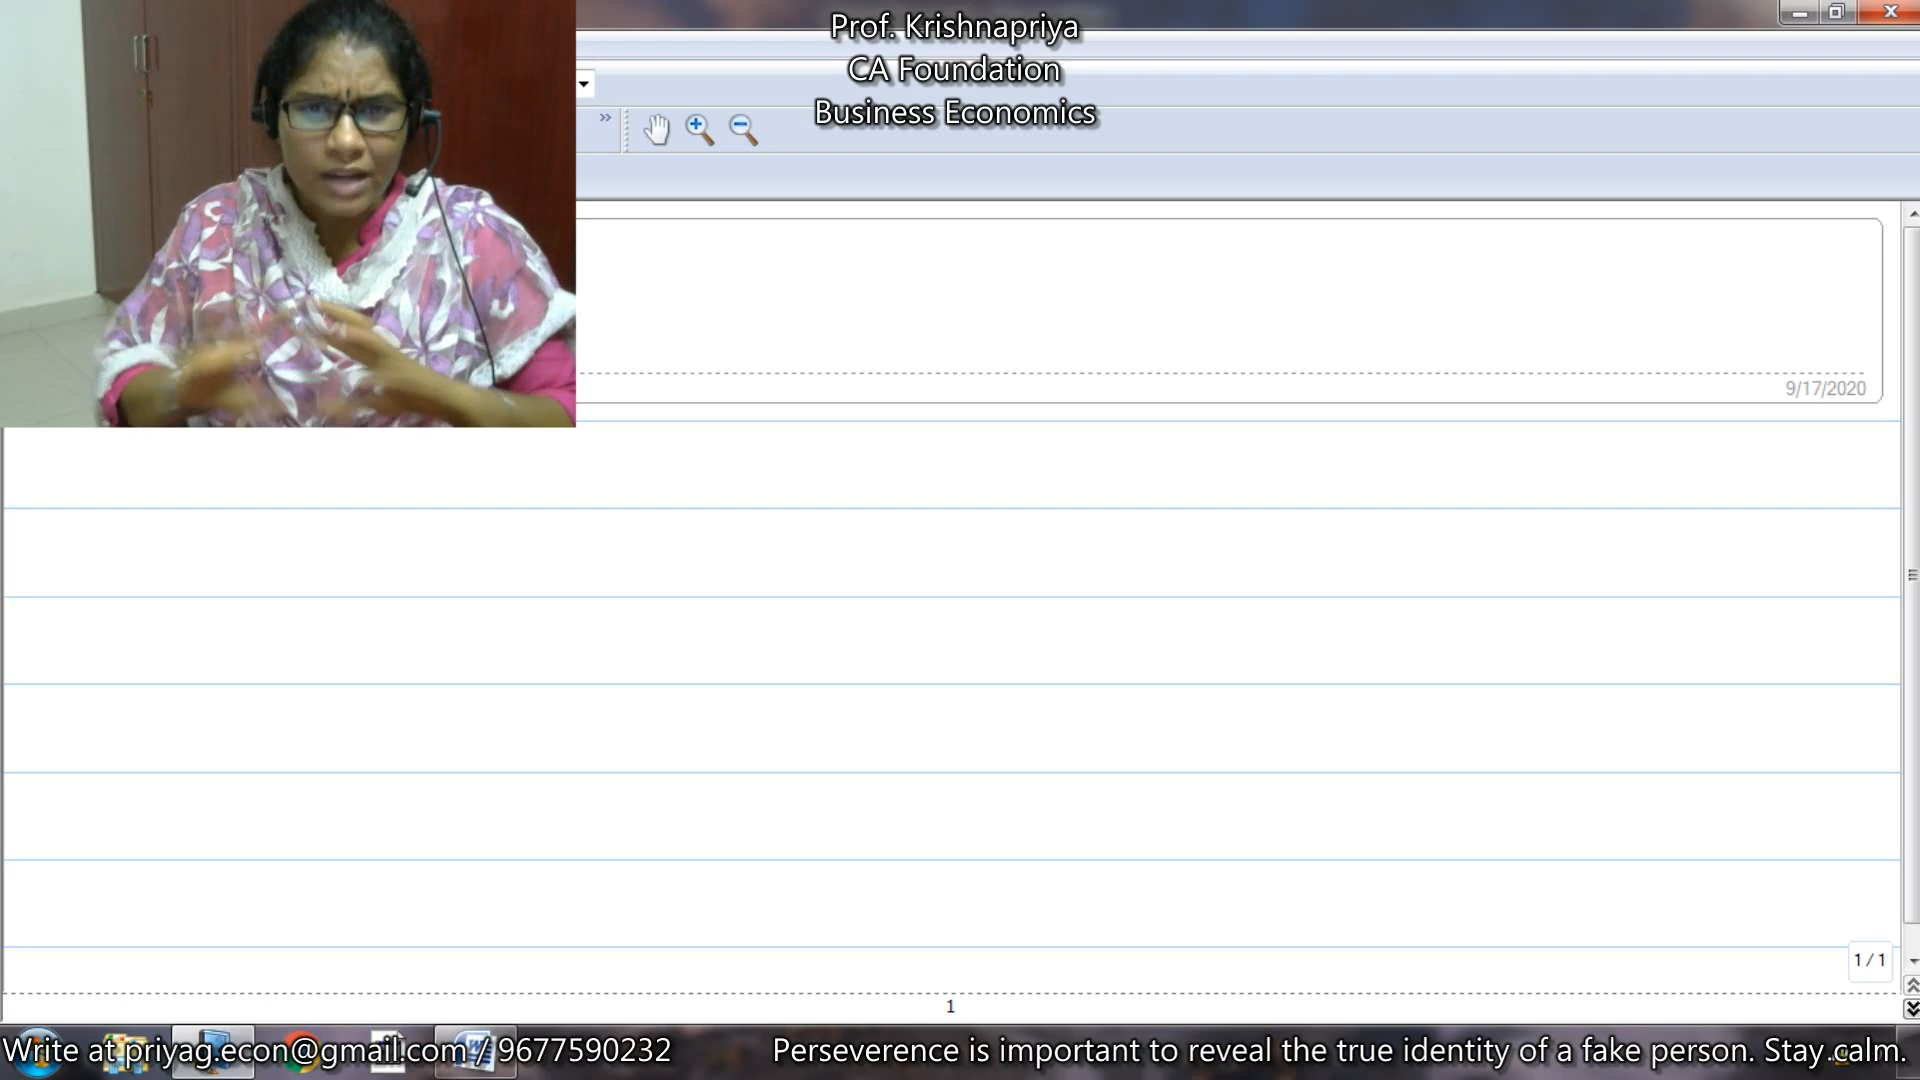 Prof. Krishnapriya
CA Foundation
Business Economics
9/17/2020
1 / 1
1
Write at priyag.econ@gmail.com / 9677590232
Perseverence is important to reveal the true identity of a fake person. Stay calm.